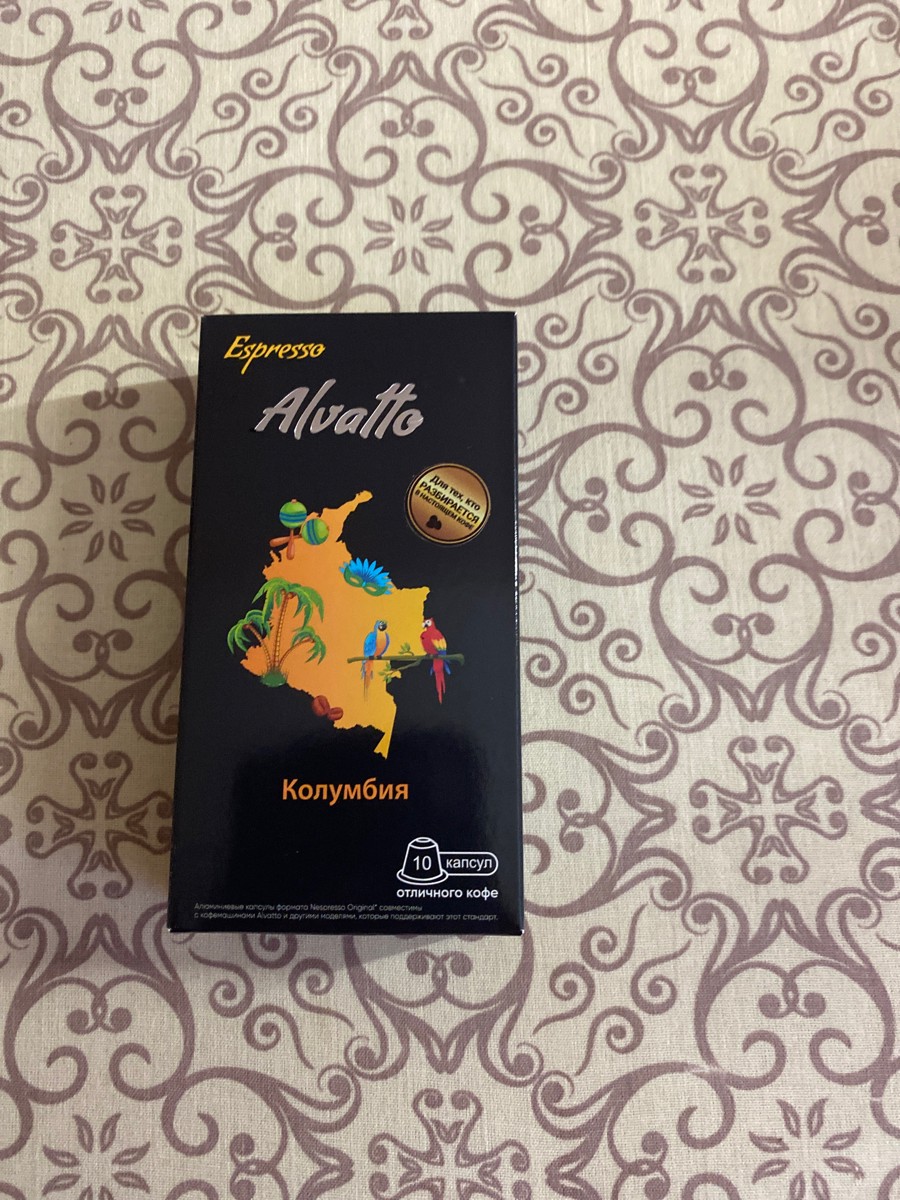 Espresso
Alvatto
Для тех, кто
РАЗБИРАЕТСЯ
В НАСТОЯЩЕМ КОФЕ
Колумбия
10 капсул
отличного кофе
Алюминиевые капсулы формата Nespresso Original* совместимы
с кофемашинами Alvatto и другими моделями, которые поддерживают этот стандарт.